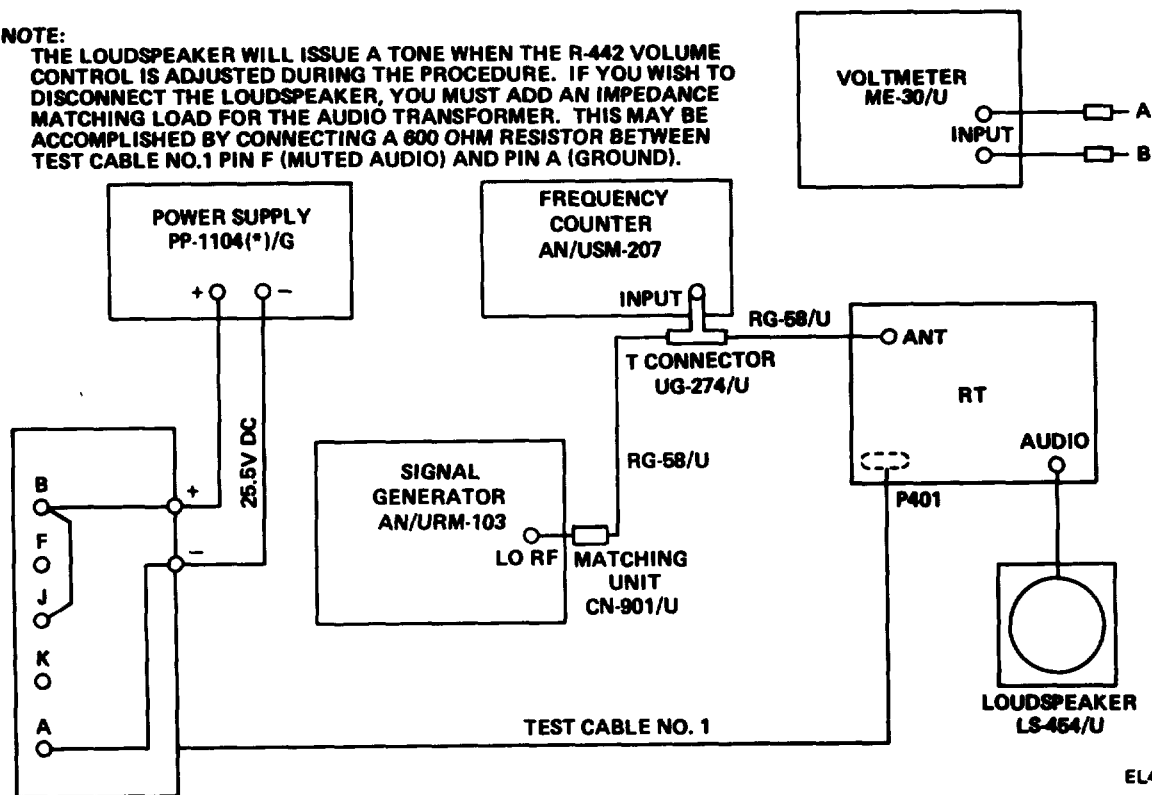 NOTE:
THE LOUDSPEAKER WILL ISSUE A TONE WHEN THE R-442 VOLUME
CONTROL IS ADJUSTED DURING THE PROCEDURE. IF YOU WISH TO
DISCONNECT THE LOUDSPEAKER, YOU MUST ADD AN IMPEDANCE
MATCHING LOAD FOR THE AUDIO TRANSFORMER. THIS MAY BE
ACCOMPLISHED BY CONNECTING A 600 OHM RESISTOR BETWEEN
TEST CABLE NO.1 PIN F (MUTED AUDIO) AND PIN A (GROUND).
VOLTMETER
ME-30/U
INPUT
A
B
POWER SUPPLY
PP-1104(*)/G
+ -
FREQUENCY
COUNTER
AN/USM-207
INPUT
RG-58/U
T CONNECTOR
UG-274/U
ANT
RT
AUDIO
P401
25.5V DC
B
F
J
K
A
+
-
SIGNAL
GENERATOR
AN/URM-103
LO RF
RG-58/U
MATCHING
UNIT
CN-901/U
LOUDSPEAKER
LS-454/U
TEST CABLE NO. 1
EL4